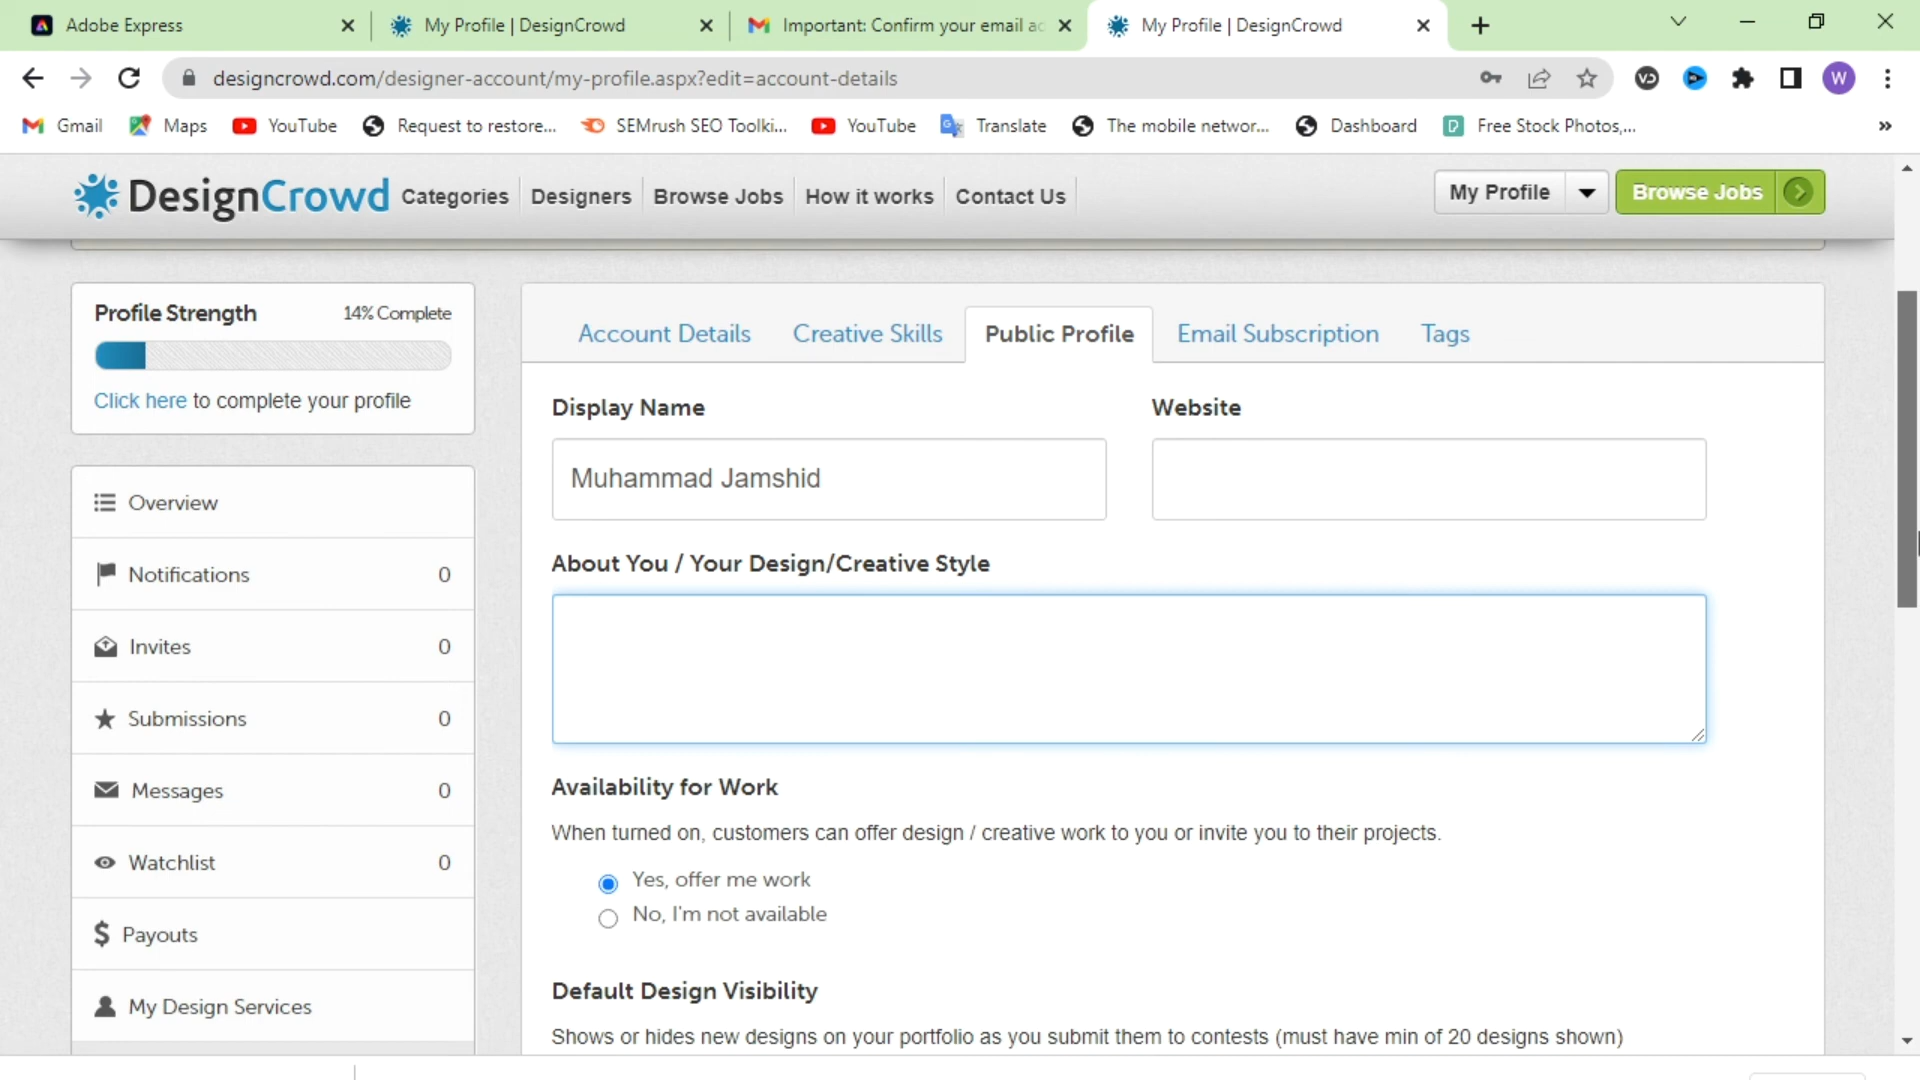 Adobe Express
My Profile | DesignCrowd
Important: Confirm your email ac
My Profile | DesignCrowd
designcrowd.com/designer-account/my-profile.aspx?edit=account-details
W
Gmail
Maps
YouTube
Request to restore...
SEMrush SEO Toolki...
YouTube
Translate
The mobile networ...
Dashboard
Free Stock Photos,...
DesignCrowd
Categories
Designers
Browse Jobs
How it works
Contact Us
My Profile
Browse Jobs
Profile Strength
14% Complete
Click here to complete your profile
Overview
Notifications 0
Invites 0
Submissions 0
Messages 0
Watchlist 0
Payouts
My Design Services
Account Details
Creative Skills
Public Profile
Email Subscription
Tags
Display Name
Website
Muhammad Jamshid
About You / Your Design/Creative Style
Availability for Work
When turned on, customers can offer design / creative work to you or invite you to their projects.
Yes, offer me work
No, I'm not available
Default Design Visibility
Shows or hides new designs on your portfolio as you submit them to contests (must have min of 20 designs shown)